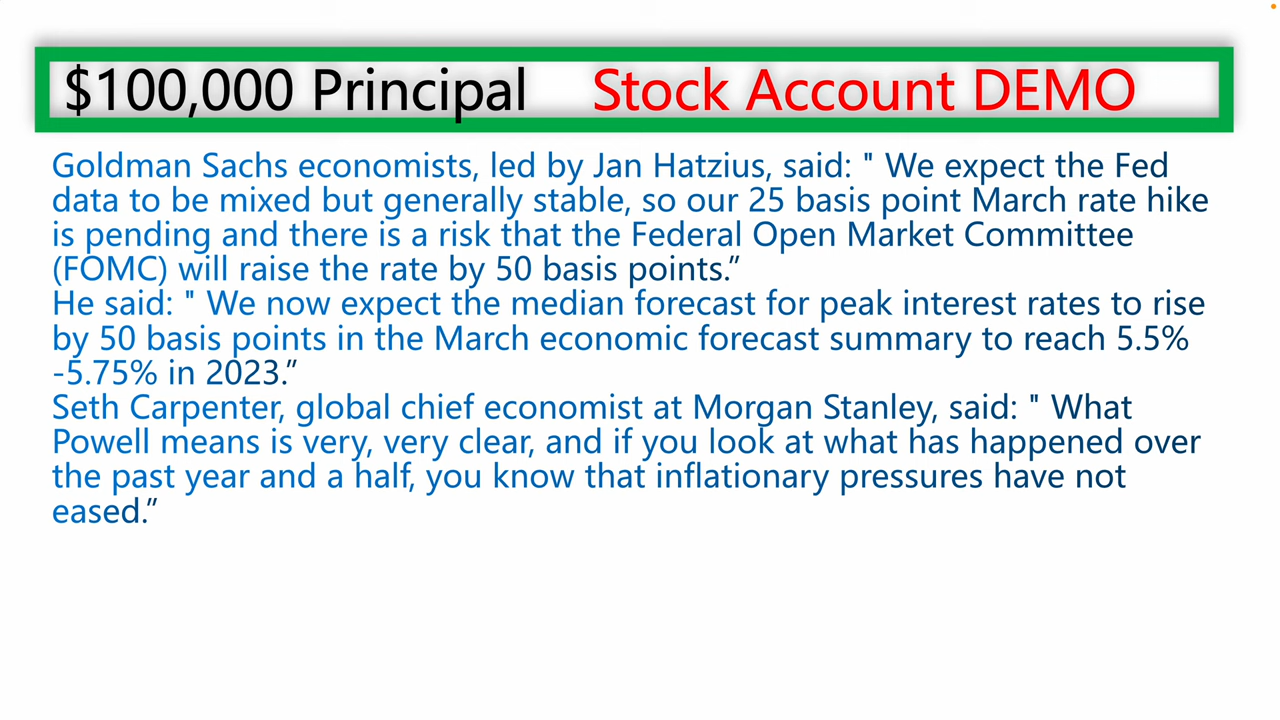 $100,000 Principal Stock Account DEMO
Goldman Sachs economists, led by Jan Hatzius, said: " We expect the Fed
data to be mixed but generally stable, so our 25 basis point March rate hike
is pending and there is a risk that the Federal Open Market Committee
(FOMC) will raise the rate by 50 basis points.”
He said: " We now expect the median forecast for peak interest rates to rise
by 50 basis points in the March economic forecast summary to reach 5.5%
-5.75% in 2023.”
Seth Carpenter, global chief economist at Morgan Stanley, said: " What
Powell means is very, very clear, and if you look at what has happened over
the past year and a half, you know that inflationary pressures have not
eased.”